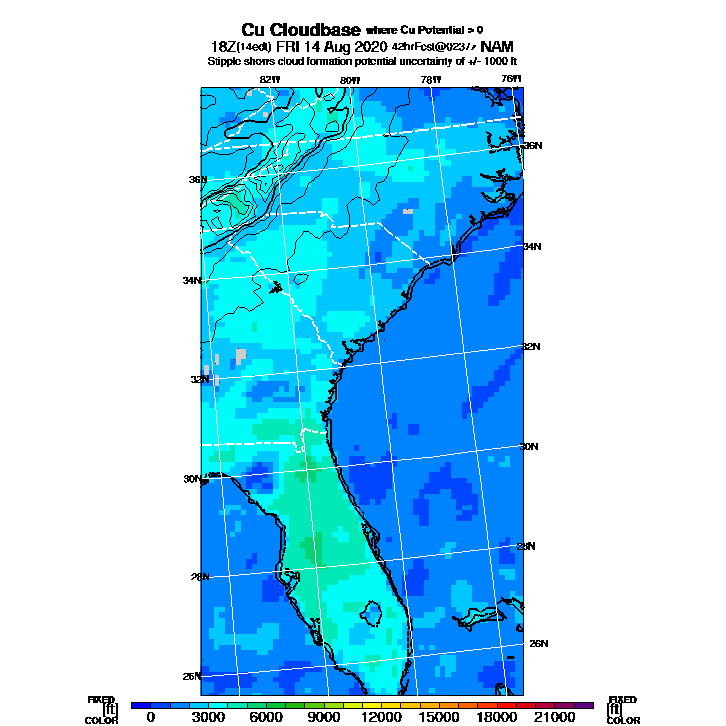 Cu Cloudbase where Cu Potential > 0
18Z(14edt) FRI 14 Aug 2020 42hrFcst@0237z NAM
Stipple shows cloud formation potential uncertainty of +/- 1000 ft
82W 80W 78W 76W
36N
36N
34N
34N
32N
32N
30N
30N
28N
28N
26N
26N
FIXED [ft] COLOR
0 3000 6000 9000 12000 15000 18000 21000
FIXED [ft] COLOR